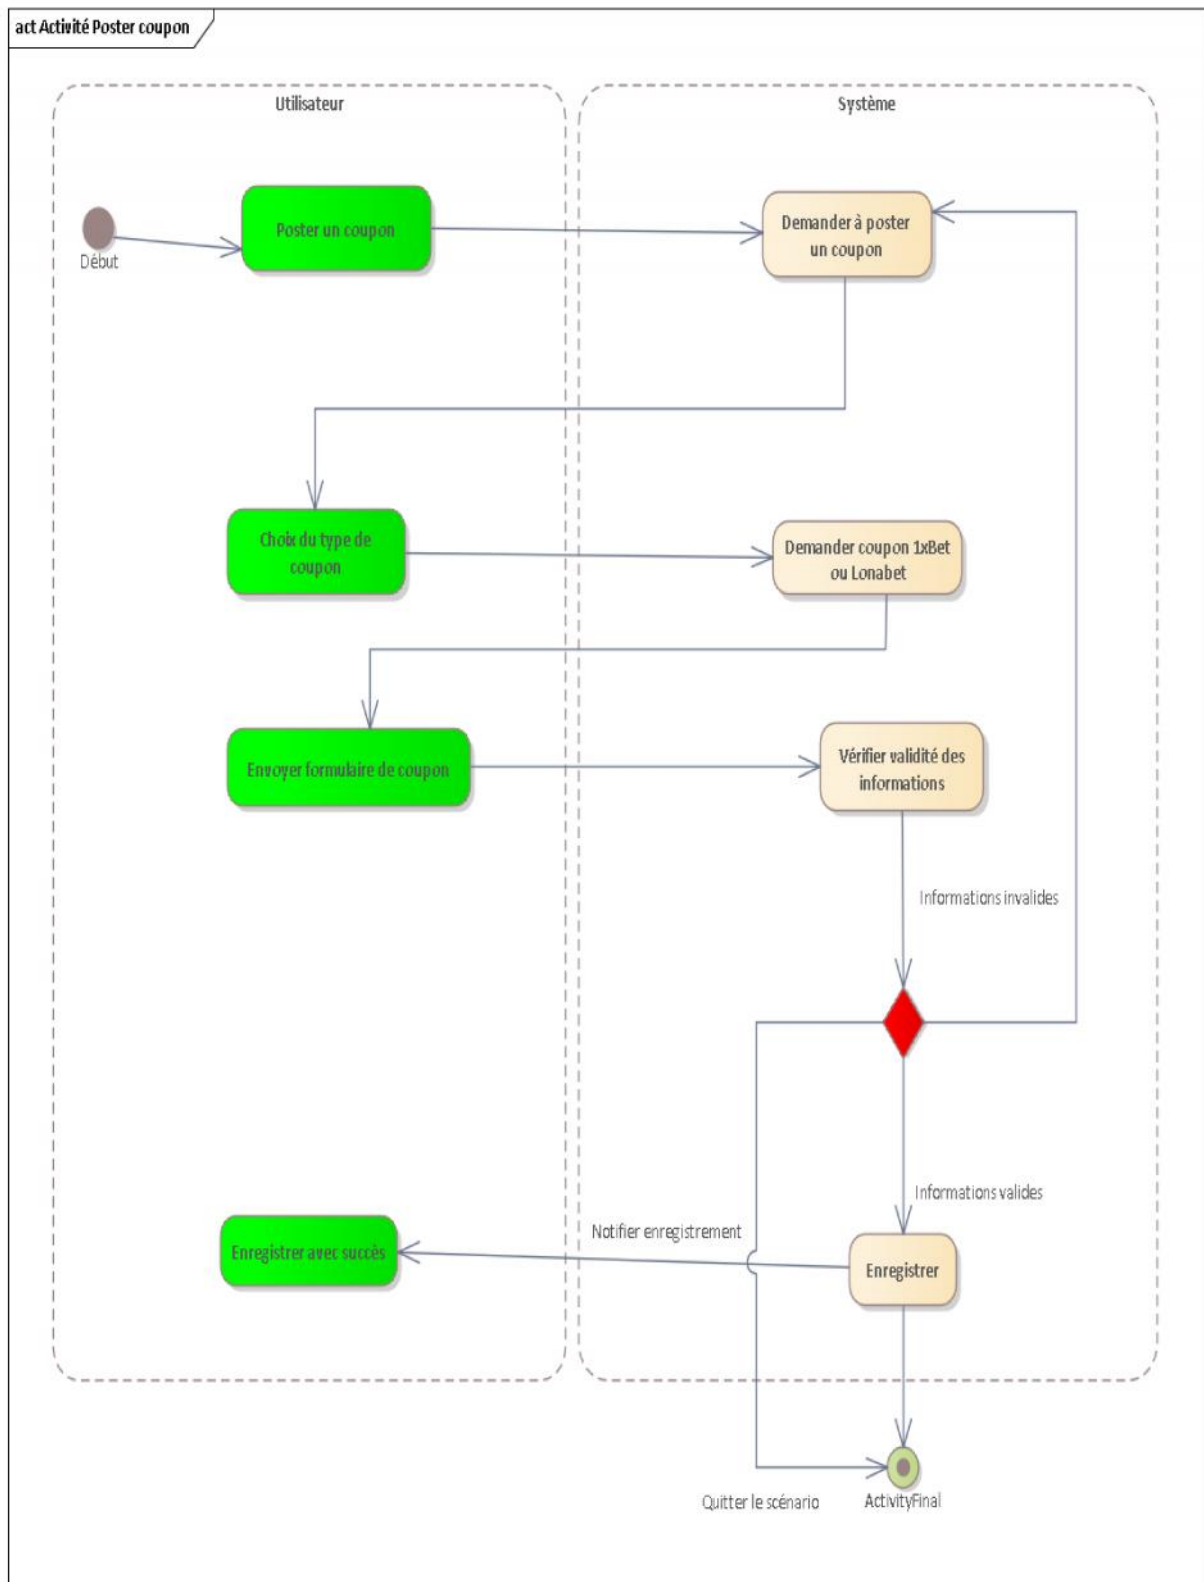 act Activité Poster coupon
Utilisateur
Système
Début
Poster un coupon
Demander à poster
un coupon
Choix du type de
coupon
Demander coupon 1xBet
ou Lonabet
Envoyer formulaire de coupon
Vérifier validité des
informations
Informations invalides
Informations valides
Notifier enregistrement
Enregistrer avec succès
Enregistrer
Quitter le scénario
ActivityFinal